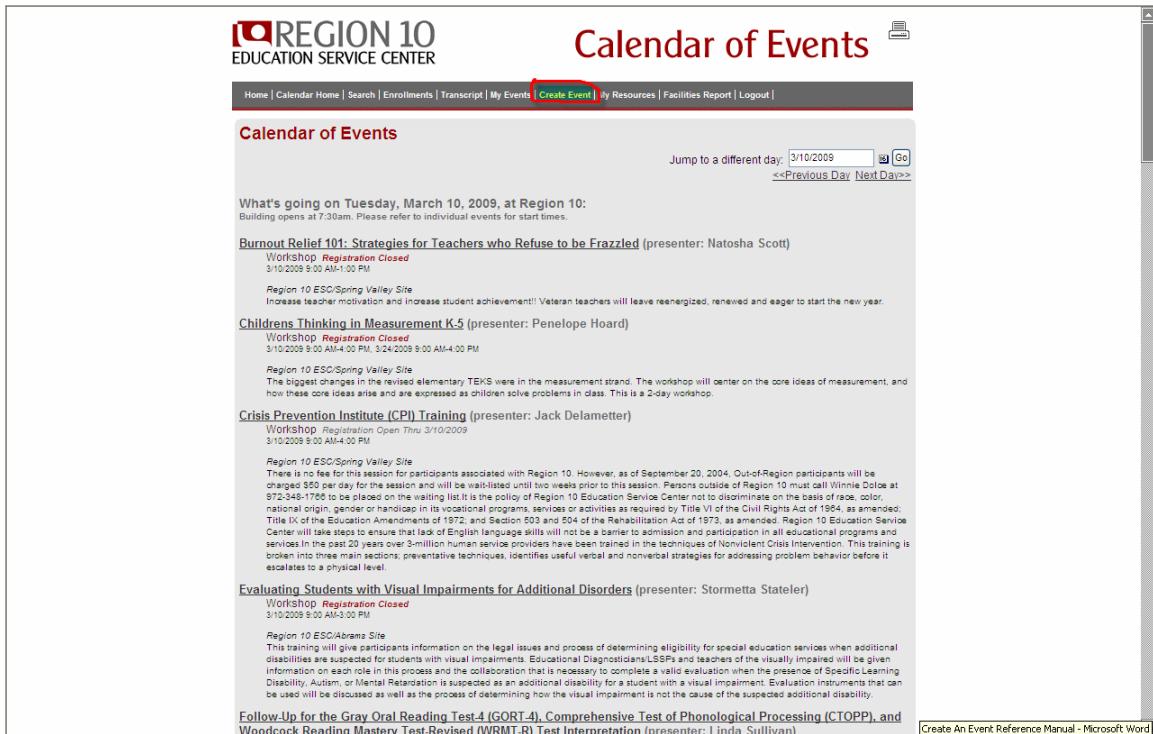 REGION 10
EDUCATION SERVICE CENTER
Calendar of Events
Home | Calendar Home | Search | Enrollments | Transcript | My Events | Create Event | My Resources | Facilities Report | Logout |
Calendar of Events
Jump to a different day: 3/10/2009 Go
<<Previous Day Next Day>>
What's going on Tuesday, March 10, 2009, at Region 10:
Building opens at 7:30am. Please refer to individual events for start times.
Burnout Relief 101: Strategies for Teachers who Refuse to be Frazzled (presenter: Natosha Scott)
Workshop Registration Closed
3/10/2009 9:00 AM-1:00 PM
Region 10 ESC/Spring Valley Site
Increase teacher motivation and increase student achievement!! Veteran teachers will leave reenergized, renewed and eager to start the new year.
Childrens Thinking in Measurement K-5 (presenter: Penelope Hoard)
Workshop Registration Closed
3/10/2009 9:00 AM-4:00 PM, 3/24/2009 9:00 AM-4:00 PM
Region 10 ESC/Spring Valley Site
The biggest changes in the revised elementary TEKS were in the measurement strand. The workshop will center on the core ideas of measurement, and
how these core ideas arise and are expressed as children solve problems in class. This is a 2-day workshop.
Crisis Prevention Institute (CPI) Training (presenter: Jack Delametter)
Workshop Registration Open Thru 3/10/2009
3/10/2009 9:00 AM-4:00 PM
Region 10 ESC/Spring Valley Site
There is no fee for this session for participants associated with Region 10. However, as of September 20, 2004, Out-of-Region participants will be
charged $50 per day for the session and will be wait-listed until two weeks prior to this session. Persons outside of Region 10 must call Winnie Dolce at
972-348-1766 to be placed on the waiting list.It is the policy of Region 10 Education Service Center not to discriminate on the basis of race, color,
national origin, gender or handicap in its vocational programs, services or activities as required by Title VI of the Civil Rights Act of 1964, as amended;
Title IX of the Education Amendments of 1972; and Section 503 and 504 of the Rehabilitation Act of 1973, as amended. Region 10 Education Service
Center will take steps to ensure that lack of English language skills will not be a barrier to admission and participation in all educational programs and
services.In the past 20 years over 3-million human service providers have been trained in the techniques of Nonviolent Crisis Intervention. This training is
broken into three main sections; preventative techniques, identifies useful verbal and nonverbal strategies for addressing problem behavior before it
escalates to a physical level.
Evaluating Students with Visual Impairments for Additional Disorders (presenter: Stormetta Stateler)
Workshop Registration Closed
3/10/2009 9:00 AM-3:00 PM
Region 10 ESC/Abrams Site
This training will give participants information on the legal issues and process of determining eligibility for special education services when additional
disabilities are suspected for students with visual impairments. Educational Diagnosticians/LSSPs and teachers of the visually impaired will be given
information on each role in this process and the collaboration that is necessary to complete a valid evaluation when the presence of Specific Learning
Disability, Autism, or Mental Retardation is suspected as an additional disability for a student with a visual impairment. Evaluation instruments that can
be used will be discussed as well as the process of determining how the visual impairment is not the cause of the suspected additional disability.
Follow-Up for the Gray Oral Reading Test-4 (GORT-4), Comprehensive Test of Phonological Processing (CTOPP), and
Woodcock Reading Mastery Test-Revised (WRMT-R) Test Interpretation (presenter: Linda Sullivan)
Create An Event Reference Manual - Microsoft Word